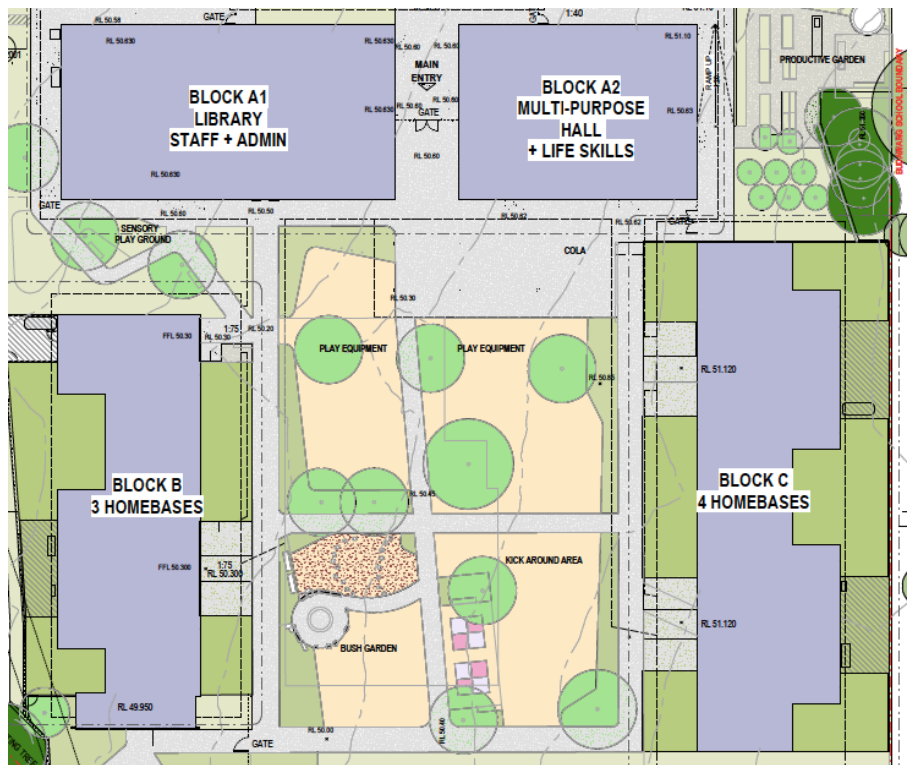 RL 50.58
GATE
GATE
1:40
RL 50.630
RL 50.630
RL 50.60
RL 50.60
RL 51.10
MAIN
ENTRY
PRODUCTIVE GARDEN
RAMP UP
BLOCK A1
LIBRARY
STAFF + ADMIN
BLOCK A2
MULTI-PURPOSE
HALL
+ LIFE SKILLS
RL 50.630
RL 50.60
RL 50.60
GATE
RL 50.63
RL 50.60
RL 50.630
GATE
RL 50.60
RL 50.50
RL 50.62
RL 50.62
GATE
SENSORY
PLAY GROUND
COLA
RL 50.30
FFL 50.30
RL 50.30
1:75
RL 50.20
PLAY EQUIPMENT
PLAY EQUIPMENT
RL 51.120
BLOCK B
3 HOMEBASES
RL 50.45
BLOCK C
4 HOMEBASES
FFL 50.300
1:75
RL 50.300
KICK AROUND AREA
RL 51.120
BUSH GARDEN
RL 49.950
GATE
RL 50.00
RL 50.60
SCHOOL BOUNDARY